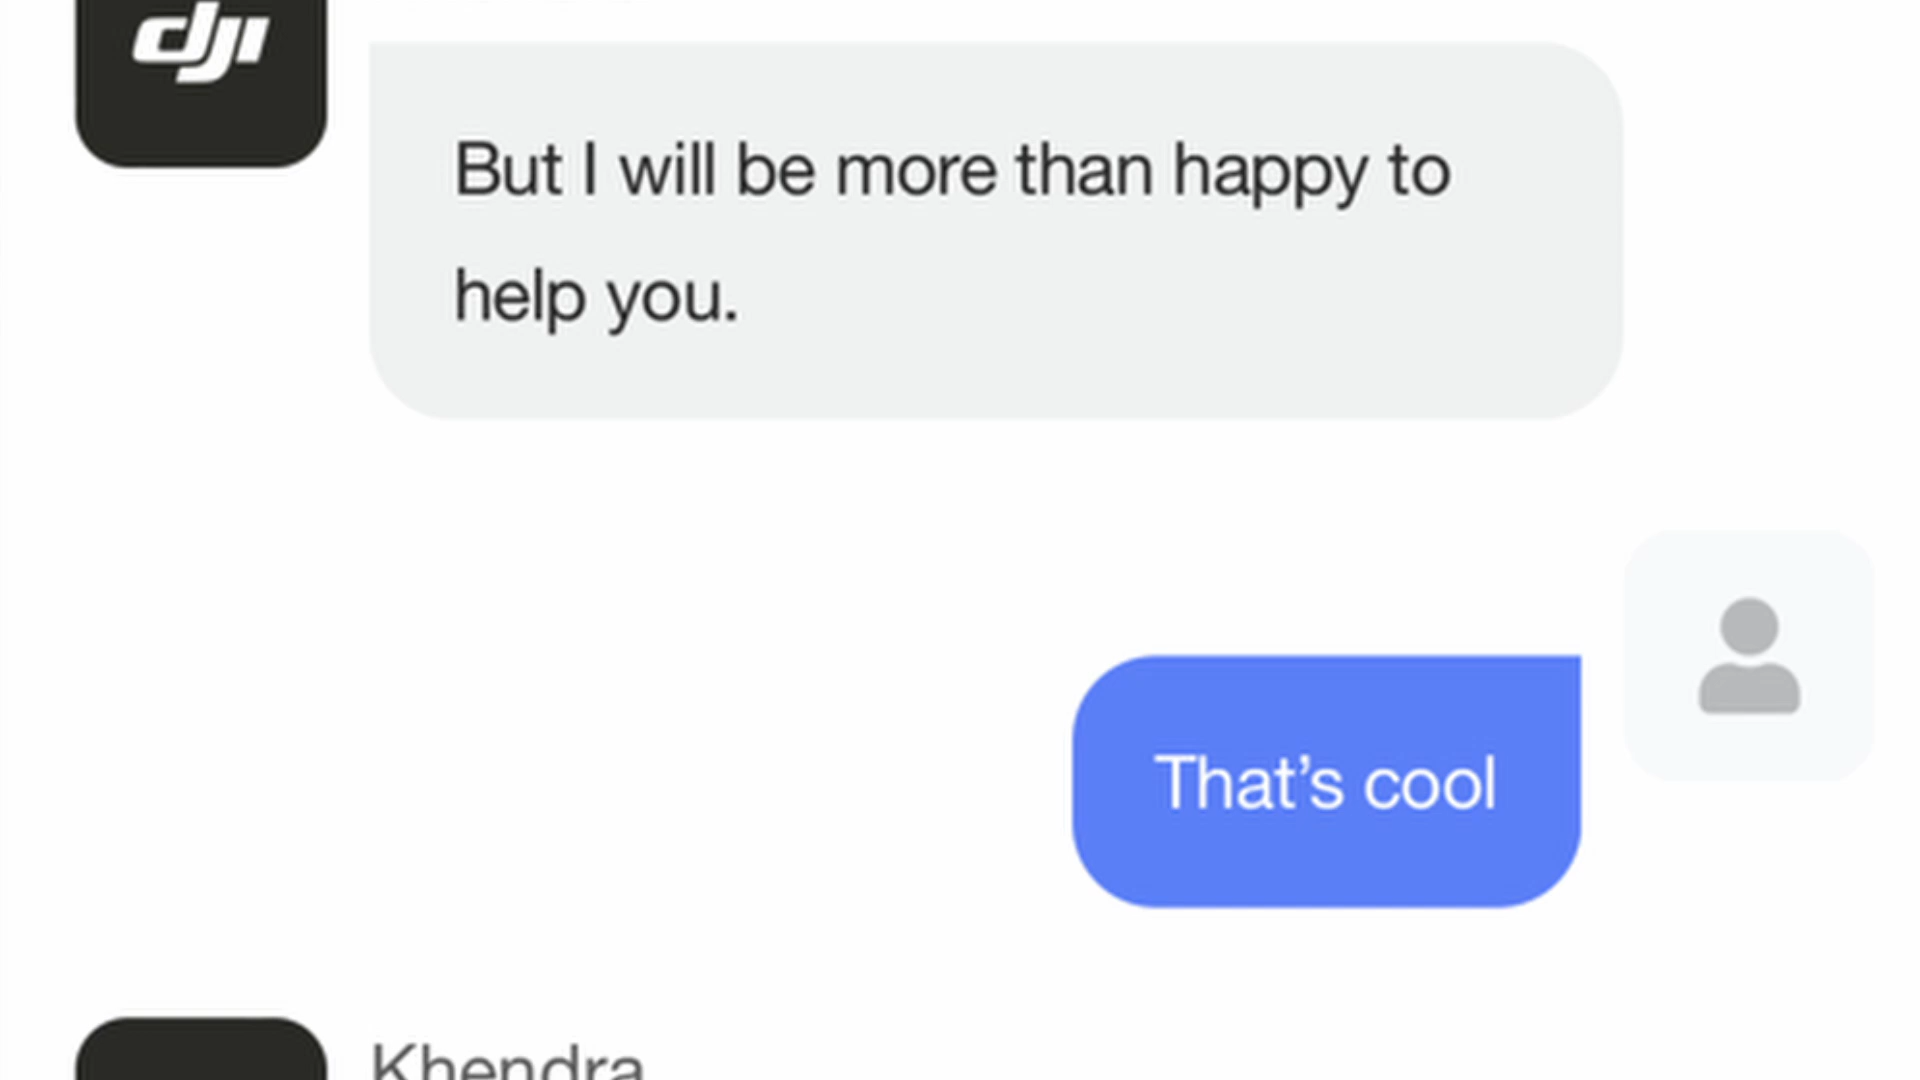 dji
But I will be more than happy to
help you.
That’s cool
Khendra